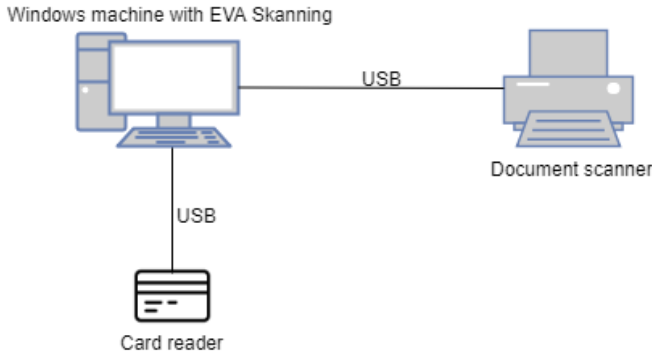 Windows machine with EVA Skanning
USB
Document scanner
USB
Card reader